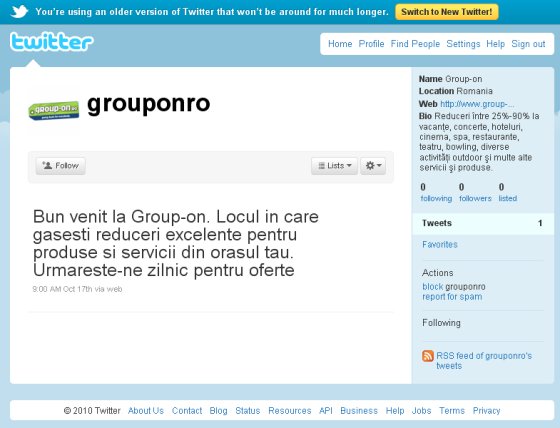 You're using an older version of Twitter that won't be around for much longer. Switch to New Twitter!
twitter
Home Profile Find People Settings Help Sign out
group-on
grouponro
Follow
Lists
Bun venit la Group-on. Locul in care
gasesti reduceri excelente pentru
produse si servicii din orasul tau.
Urmareste-ne zilnic pentru oferte
9:00 AM Oct 17th via web
Name Group-on
Location Romania
Web http://www.group-...
Bio Reduceri între 25%-90% la
vacanţe, concerte, hoteluri,
cinema, spa, restaurante,
teatru, bowling, diverse
activităţi outdoor şi multe alte
servicii şi produse.
0 0 0
following followers listed
Tweets 1
Favorites
Actions
block grouponro
report for spam
Following
RSS feed of grouponro's
tweets
© 2010 Twitter About Us Contact Blog Status Resources API Business Help Jobs Terms Privacy